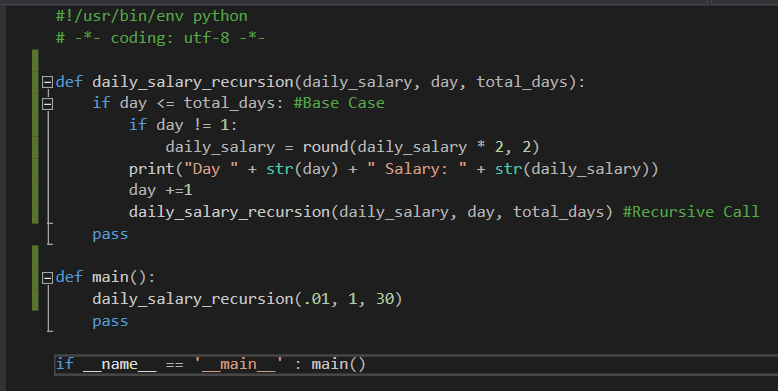 #!/usr/bin/env python
# -*- coding: utf-8 -*-
def daily_salary_recursion(daily_salary, day, total_days):
    if day <= total_days: #Base Case
        if day != 1:
            daily_salary = round(daily_salary * 2, 2)
        print("Day " + str(day) + " Salary: " + str(daily_salary))
        day +=1
        daily_salary_recursion(daily_salary, day, total_days) #Recursive Call
    pass
def main():
    daily_salary_recursion(.01, 1, 30)
    pass
if __name__ == '__main__' : main()